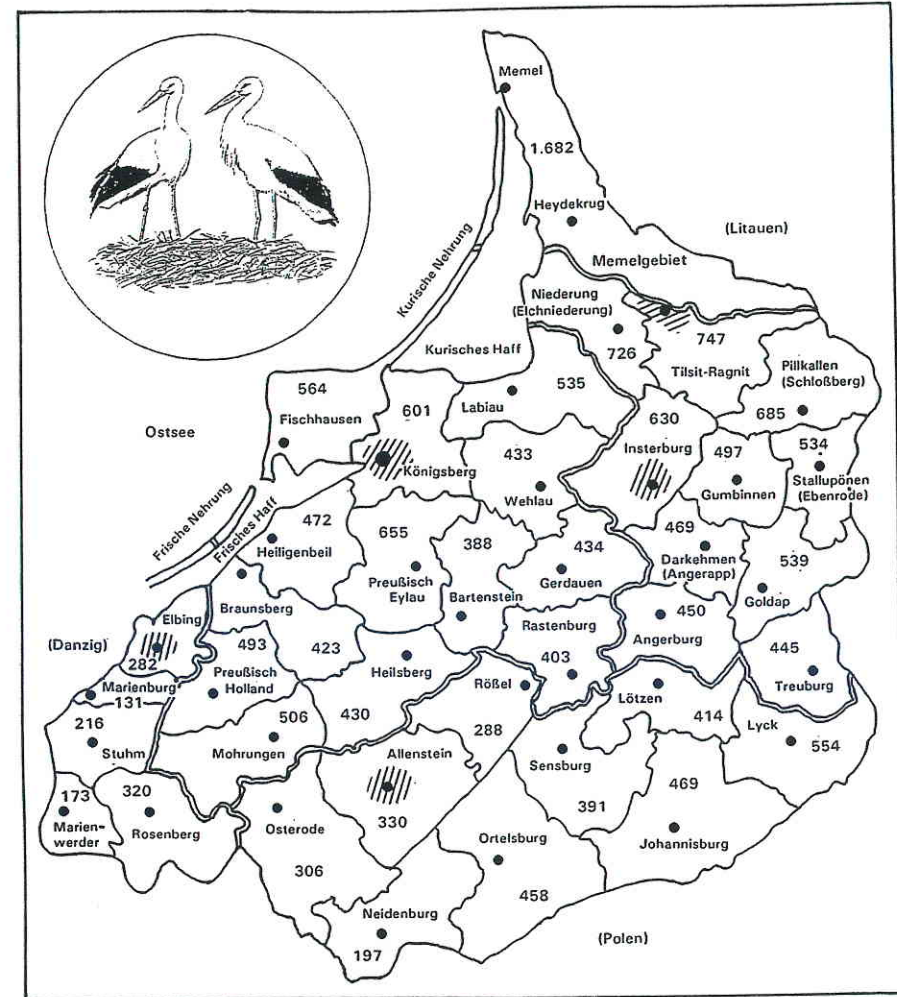 Memel
1.682
Heydekrug
(Litauen)
Memelgebiet
Kurische Nehrung
Niederung
(Elchniederung)
726
747
Tilsit-Ragnit
Pillkallen
(Schloßberg)
685
Kurisches Haff
564
Fischhausen
Ostsee
601
Königsberg
Labiau
535
433
Wehlau
630
Insterburg
497
Gumbinnen
534
Stallupönen
(Ebenrode)
Frische Nehrung
Frisches Haff
472
Heiligenbeil
655
Preußisch
Eylau
388
Bartenstein
434
Gerdauen
469
Darkehmen
(Angerapp)
539
Goldap
(Danzig)
Elbing
282
Braunsberg
423
493
Preußisch
Holland
Heilsberg
430
Rastenburg
403
450
Angerburg
445
Treuburg
Marienburg
131
216
Stuhm
506
Mohrungen
Rößel
288
Lötzen
414
Lyck
554
173
Marien-
werder
320
Rosenberg
Osterode
306
Allenstein
330
Sensburg
391
469
Johannisburg
Ortelsburg
458
Neidenburg
197
(Polen)